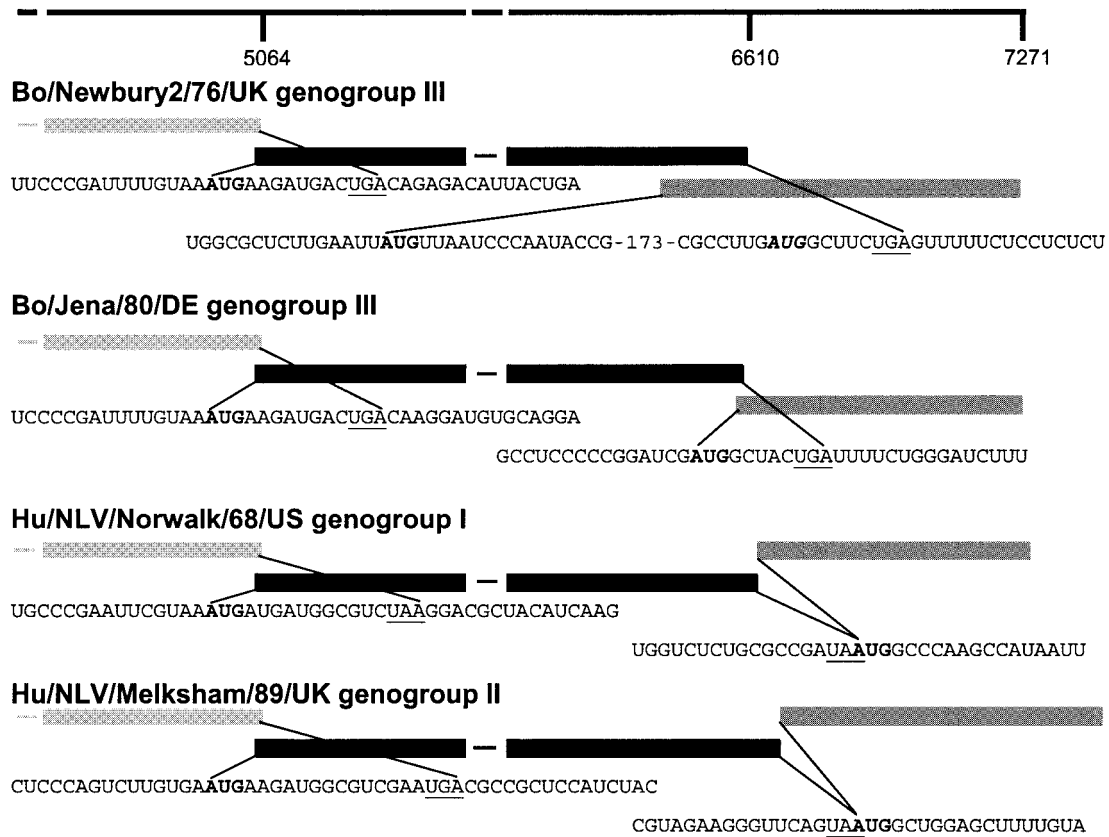 5064 6610 7271
Bo/Newbury2/76/UK genogroup III
UUCCCGAUUUUGUAAAUGAAGAUGACUGACAGAGACAUUACUGA
UGGCGCUCUUGAAUUAUGUUAAUCCCAAUACCG-173-CGCCUUGAUGGCUUCUGAGUUUUUCUCCUCUCU
Bo/Jena/80/DE genogroup III
UCCCCGAUUUUGUAAAUGAAGAUGACUGACAAGGAUGUGCAGGA
GCCUCCCCCGGAUCGAUGGCUACUGAUUUUCUGGGAUCUUU
Hu/NLV/Norwalk/68/US genogroup I
UGCCCGAAUUCGUAAAUGAUGAUGGCGUCUAAGGACGCUACAUCAAG
UGGUCUCUGCGCCGAUAAUGGCCCAAGCCAUAAUU
Hu/NLV/Melksham/89/UK genogroup II
CUCCCAGUCUUGUGAAUGAAGAUGGCGUCGAAUGACGCCGCUCCAUCUAC
CGUAGAAGGGUUCAGUAAUGGCUGGAGCUUUUGUA